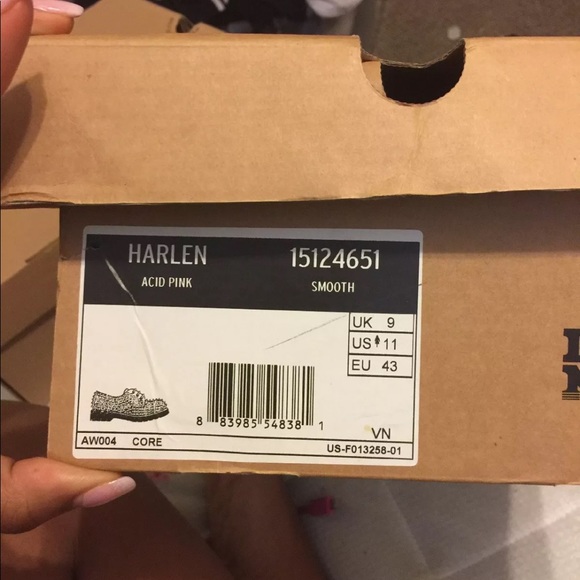 HARLEN 15124651
ACID PINK SMOOTH
UK 9
US 11
EU 43
8 83985 54838 1
VN
AW004 CORE US-F013258-01